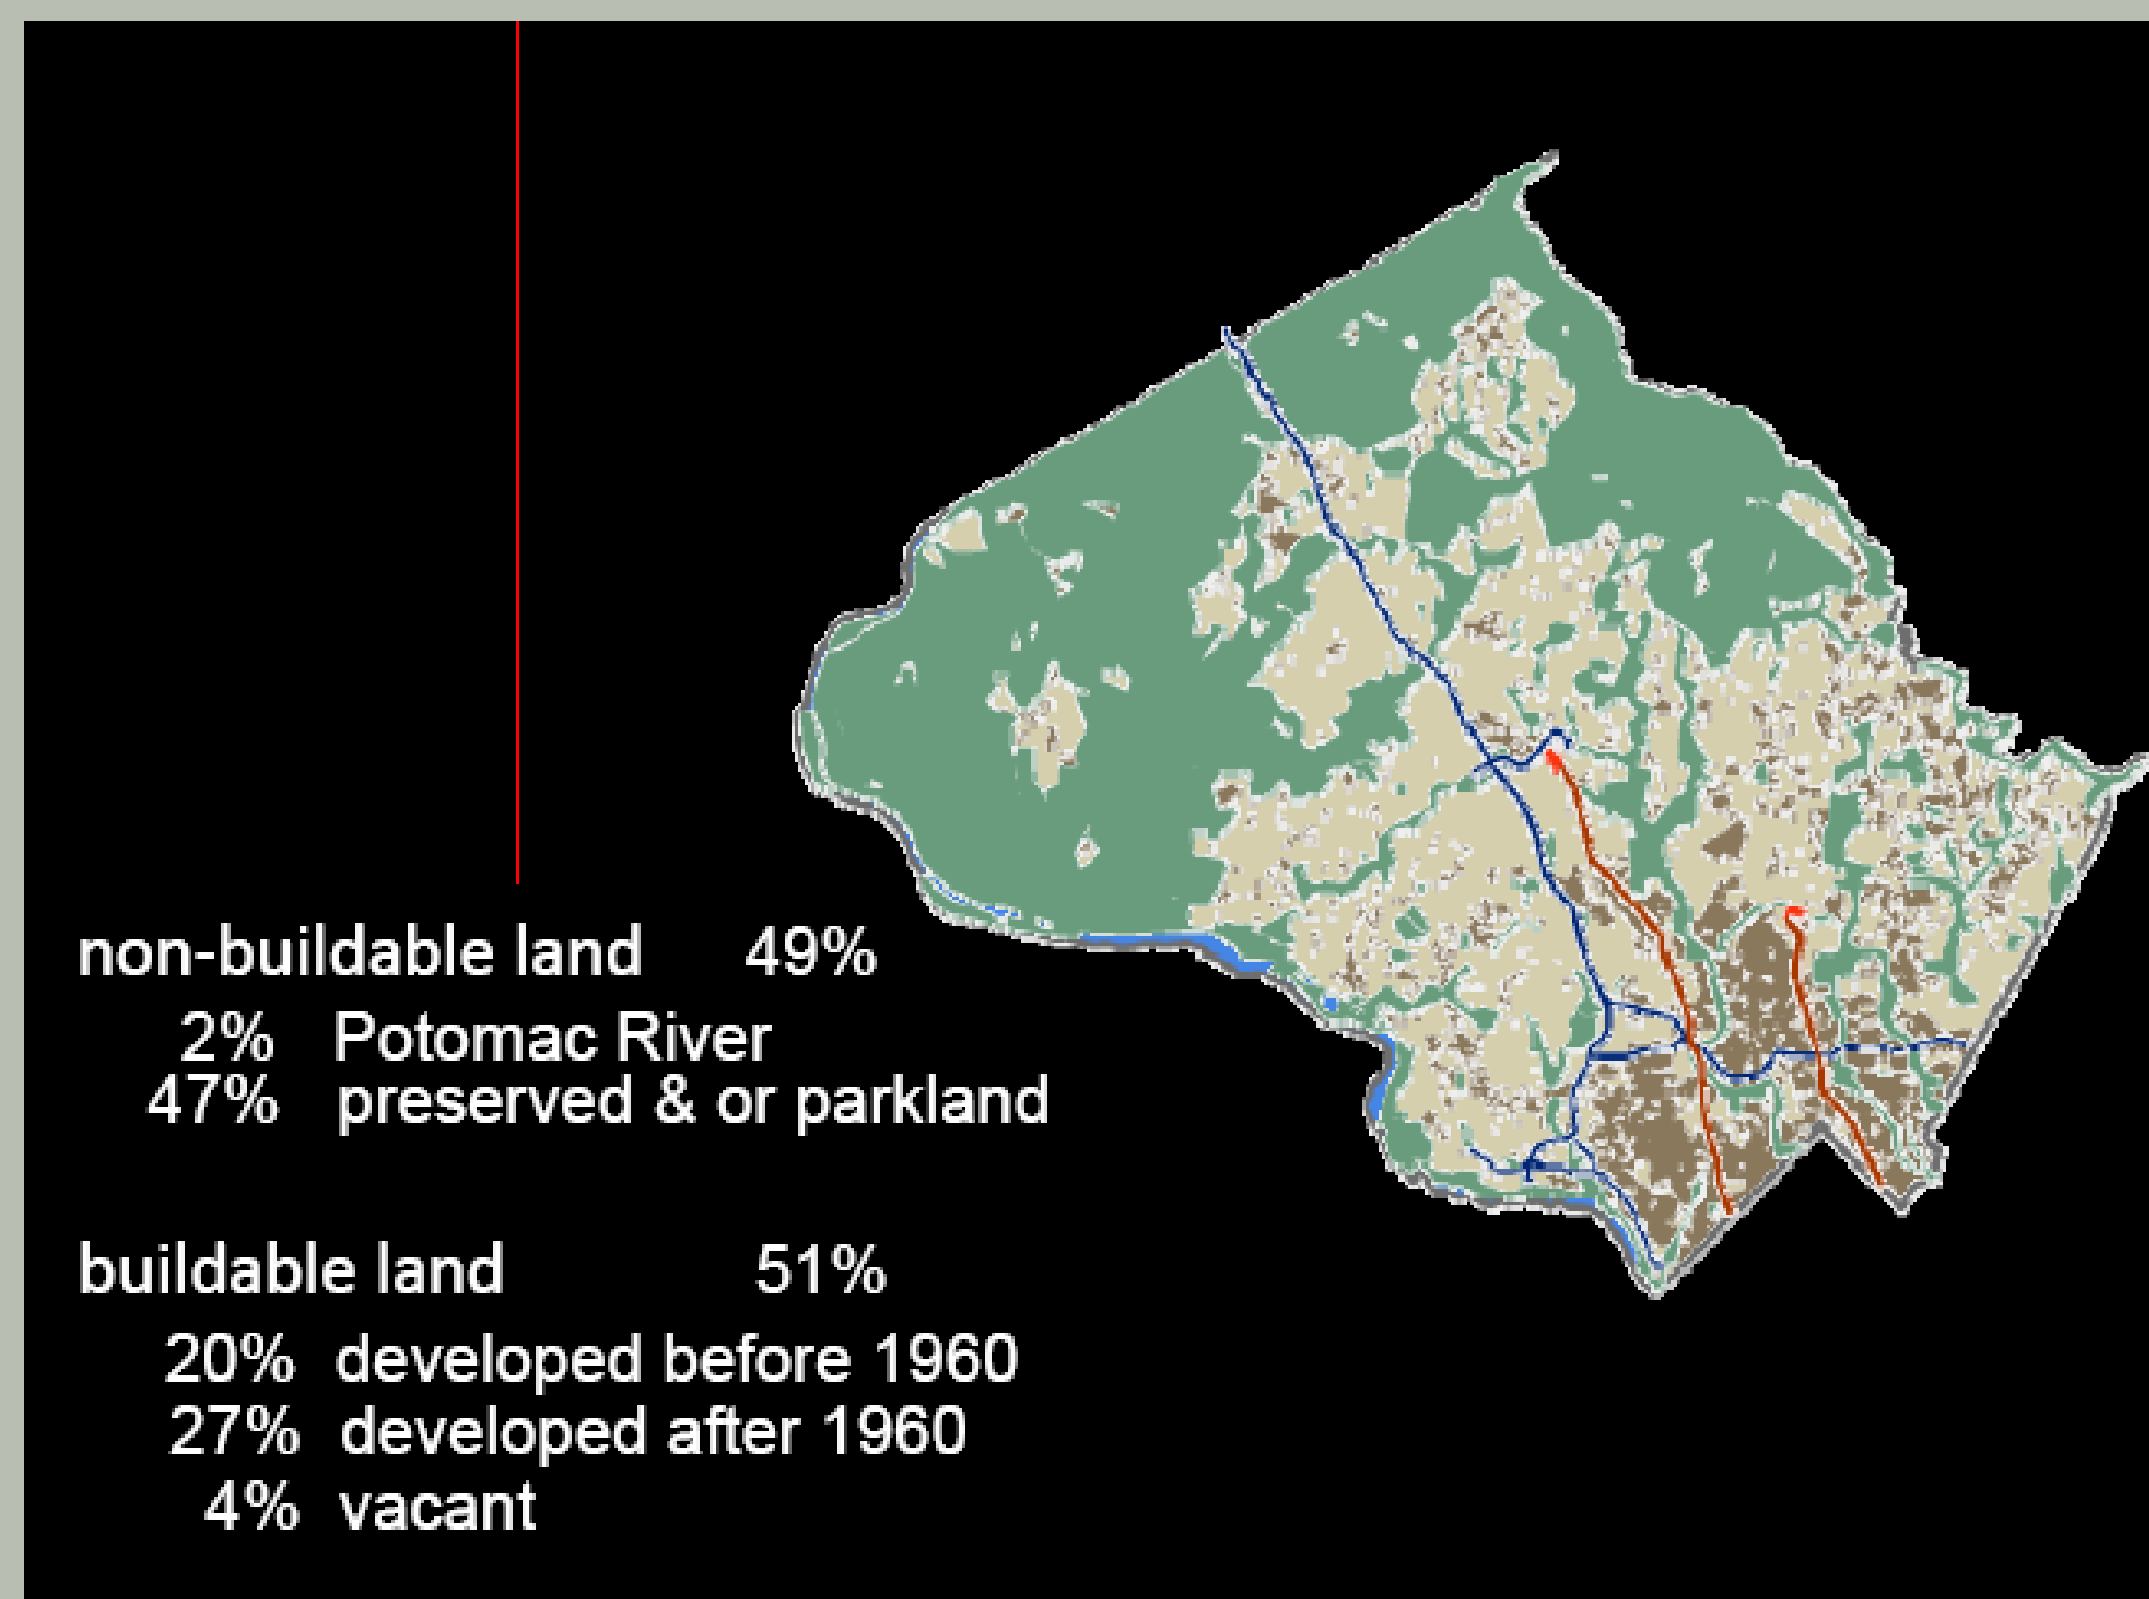 non-buildable land 49%
2% Potomac River
47% preserved & or parkland
buildable land 51%
20% developed before 1960
27% developed after 1960
4% vacant